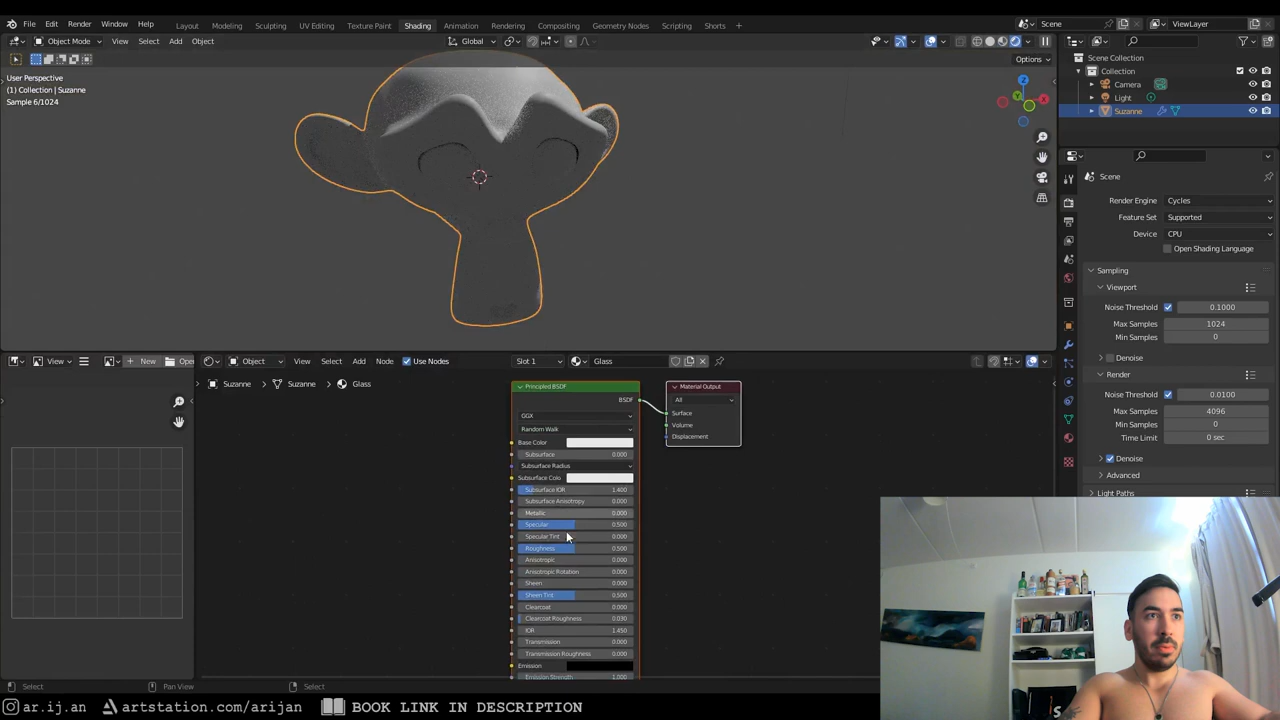 File Edit Render Window Help
Layout Modeling Sculpting UV Editing Texture Paint Shading Animation Rendering Compositing Geometry Nodes Scripting Shorts
Scene ViewLayer
Object Mode View Select Add Object
Global
Options
User Perspective
(1) Collection | Suzanne
Sample 6/1024
Z
Y
X
Scene Collection
Collection
Camera
Light
Suzanne
Scene
Render Engine Cycles
Feature Set Supported
Device CPU
Open Shading Language
Sampling
Viewport
Noise Threshold 0.1000
Max Samples 1024
Min Samples 0
Denoise
Render
Noise Threshold 0.0100
Max Samples 4096
Min Samples 0
Time Limit 0 sec
Denoise
Advanced
Light Paths
View New Open
Object View Select Add Node Use Nodes Slot 1 Glass
Suzanne Suzanne Glass
Principled BSDF
BSDF
GGX
Random Walk
Base Color
Subsurface 0.000
Subsurface Radius
Subsurface Colo
Subsurface IOR 1.400
Subsurface Anisotropy 0.000
Metallic 0.000
Specular 0.500
Specular Tint 0.000
Roughness 0.500
Anisotropic 0.000
Anisotropic Rotation 0.000
Sheen 0.000
Sheen Tint 0.500
Clearcoat 0.000
Clearcoat Roughness 0.030
IOR 1.450
Transmission 0.000
Transmission Roughness 0.000
Emission
Emission Strength 1.000
Material Output
All
Surface
Volume
Displacement
Select Pan View Select
ar.ij.an artstation.com/arijan BOOK LINK IN DESCRIPTION